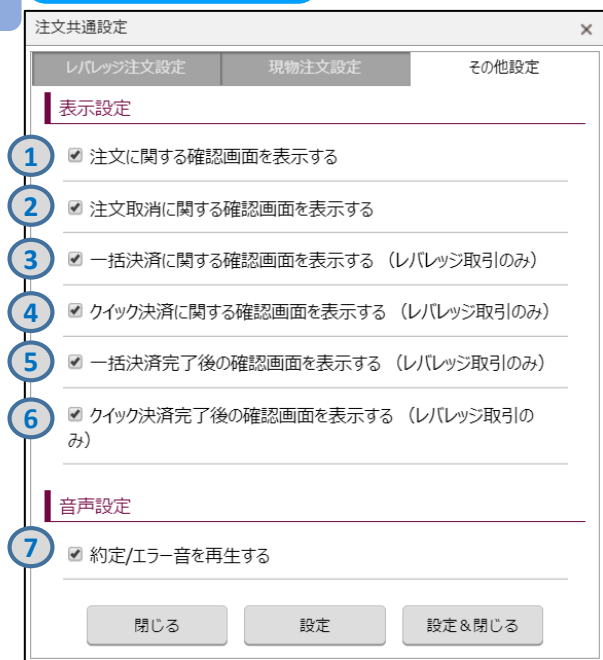 注文共通設定 ×
レバレッジ注文設定 現物注文設定 その他設定
表示設定
1 注文に関する確認画面を表示する
2 注文取消に関する確認画面を表示する
3 一括決済に関する確認画面を表示する (レバレッジ取引のみ)
4 クイック決済に関する確認画面を表示する (レバレッジ取引のみ)
5 一括決済完了後の確認画面を表示する (レバレッジ取引のみ)
6 クイック決済完了後の確認画面を表示する (レバレッジ取引の
み)
音声設定
7 約定/エラー音を再生する
閉じる 設定 設定&閉じる